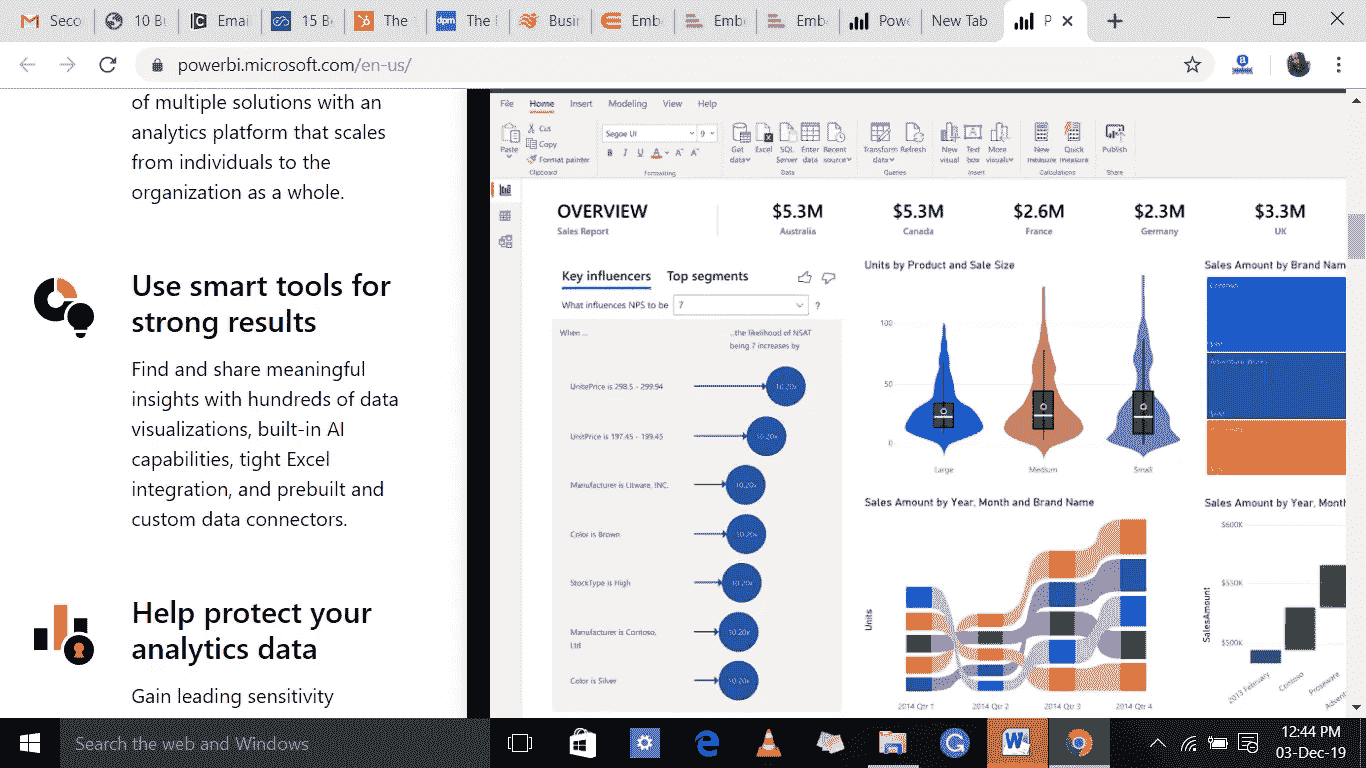 Seco
10 Bu
Emai
15 B
The
dpm
The I
Busin
Embe
Embe
Embe
Powe
New Tab
P
powerbi.microsoft.com/en-us/
of multiple solutions with an
analytics platform that scales
from individuals to the
organization as a whole.
Use smart tools for
strong results
Find and share meaningful
insights with hundreds of data
visualizations, built-in AI
capabilities, tight Excel
integration, and prebuilt and
custom data connectors.
Help protect your
analytics data
Gain leading sensitivity
File Home Insert Modeling View Help
Paste
Cut
Copy
Format painter
Clipboard
Segoe UI 9
B I U A A A
Formatting
Get data
Excel
SQL Server
Enter data
Recent source
Data
Transform data
Refresh
Queries
New visual
Text box
More visuals
Insert
New measure
Quick measure
Calculations
Publish
Share
OVERVIEW
Sales Report
$5.3M
Australia
$5.3M
Canada
$2.6M
France
$2.3M
Germany
$3.3M
UK
Key influencers Top segments
What influences NPS to be 7 ?
When ...
...the likelihood of NSAT
being 7 increases by
UnitePrice is 298.5 - 299.94
10.20x
UnitPrice is 197.45 - 199.45
10.20x
Manufacturer is Litware, INC.
10.20x
Color is Brown
10.20x
StockType is High
10.20x
Manufacturer is Contoso,
Ltd
10.20x
Color is Silver
10.20x
Units by Product and Sale Size
100
50
0
Large Medium Small
Sales Amount by Brand Nam
Contoso
Sales Amount by Year, Month and Brand Name
Units
2014 Qtr 1 2014 Qtr 2 2014 Qtr 3 2014 Qtr 4
Sales Amount by Year, Month
$600K
$550K
$500K
SalesAmount
2013 February
Contoso
Proseware
Advent
Search the web and Windows
12:44 PM
03-Dec-19